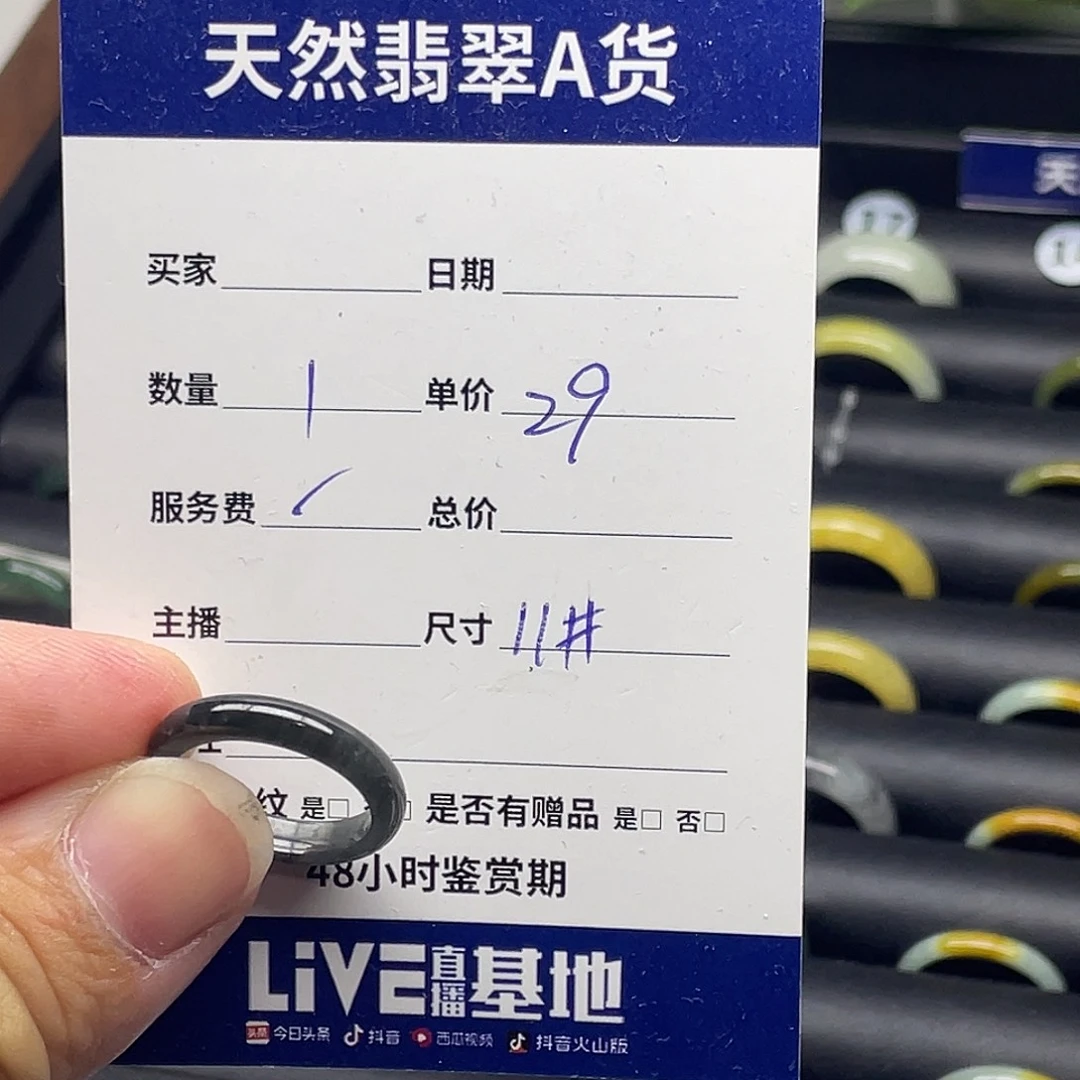 天然翡翠A货
买家 日期
数量 1 单价 29
服务费 总价
主播 尺寸 11#
纹 是□ □ 是否有赠品 是□ 否□
48小时鉴赏期
LiVE直播基地
头条 今日头条 抖音 西瓜视频 抖音火山版
天